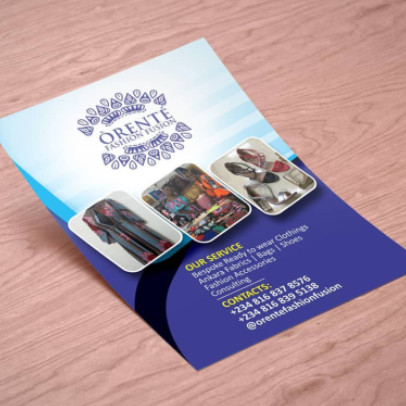 ÒRENTÉ
FASHION FUSION
OUR SERVICE
Bespoke Ready to wear Clothings
Ankara Fabrics | Bags | Shoes
Fashion Accessories
Consulting
CONTACTS:
+234 816 837 8576
+234 816 839 5138
@orentefashionfusion